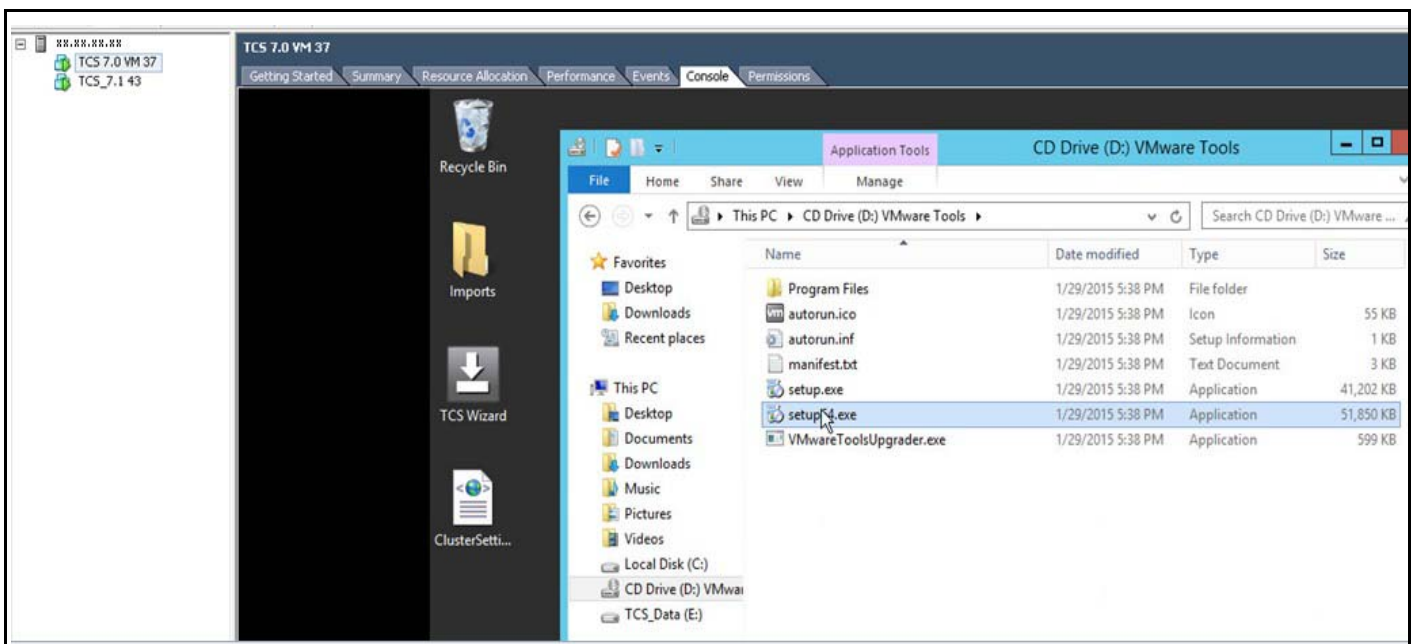 xx.xx.xx.xx
TCS 7.0 VM 37
TCS_7.1 43
TCS 7.0 VM 37
Getting Started Summary Resource Allocation Performance Events Console Permissions
Recycle Bin
Imports
TCS Wizard
ClusterSetti...
Application Tools CD Drive (D:) VMware Tools
File Home Share View Manage
This PC CD Drive (D:) VMware Tools Search CD Drive (D:) VMware ...
Favorites
Desktop
Downloads
Recent places
This PC
Desktop
Documents
Downloads
Music
Pictures
Videos
Local Disk (C:)
CD Drive (D:) VMwar
TCS_Data (E:)
Name Date modified Type Size
Program Files 1/29/2015 5:38 PM File folder
autorun.ico 1/29/2015 5:38 PM Icon 55 KB
autorun.inf 1/29/2015 5:38 PM Setup Information 1 KB
manifest.txt 1/29/2015 5:38 PM Text Document 3 KB
setup.exe 1/29/2015 5:38 PM Application 41,202 KB
setup64.exe 1/29/2015 5:38 PM Application 51,850 KB
VMwareToolsUpgrader.exe 1/29/2015 5:38 PM Application 599 KB